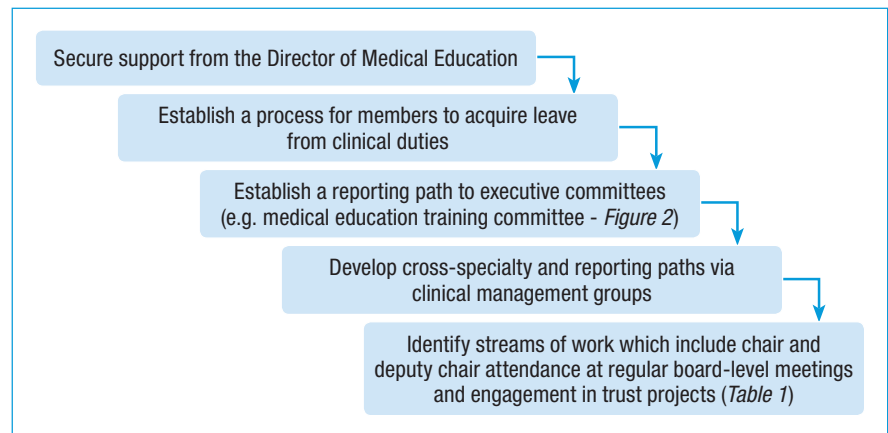 Secure support from the Director of Medical Education
Establish a process for members to acquire leave
from clinical duties
Establish a reporting path to executive committees
(e.g. medical education training committee - Figure 2)
Develop cross-specialty and reporting paths via
clinical management groups
Identify streams of work which include chair and
deputy chair attendance at regular board-level meetings
and engagement in trust projects (Table 1)